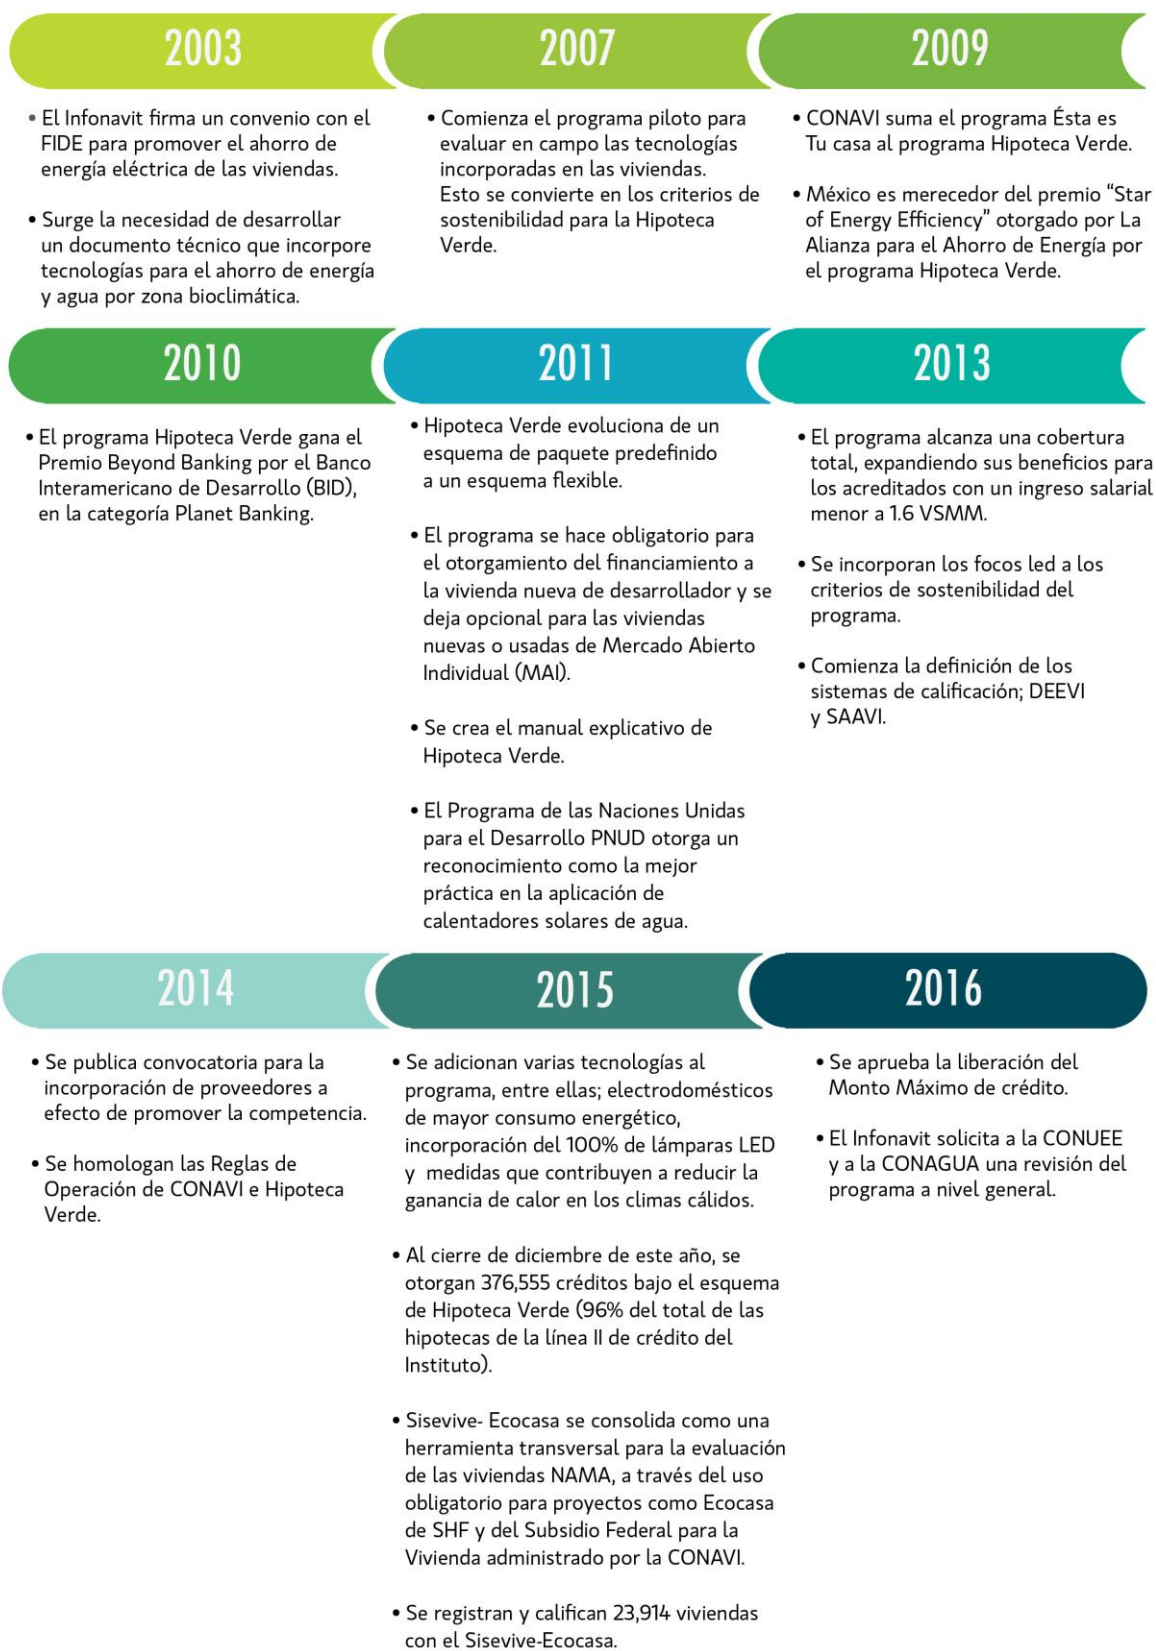 2003
• El Infonavit firma un convenio con el
FIDE para promover el ahorro de
energía eléctrica de las viviendas.
• Surge la necesidad de desarrollar
un documento técnico que incorpore
tecnologías para el ahorro de energía
y agua por zona bioclimática.
2007
• Comienza el programa piloto para
evaluar en campo las tecnologías
incorporadas en las viviendas.
Esto se convierte en los criterios de
sostenibilidad para la Hipoteca
Verde.
2009
• CONAVI suma el programa Ésta es
Tu casa al programa Hipoteca Verde.
• México es merecedor del premio “Star
of Energy Efficiency” otorgado por La
Alianza para el Ahorro de Energía por
el programa Hipoteca Verde.
2010
• El programa Hipoteca Verde gana el
Premio Beyond Banking por el Banco
Interamericano de Desarrollo (BID),
en la categoría Planet Banking.
2011
• Hipoteca Verde evoluciona de un
esquema de paquete predefinido
a un esquema flexible.
• El programa se hace obligatorio para
el otorgamiento del financiamiento a
la vivienda nueva de desarrollador y se
deja opcional para las viviendas
nuevas o usadas de Mercado Abierto
Individual (MAI).
• Se crea el manual explicativo de
Hipoteca Verde.
• El Programa de las Naciones Unidas
para el Desarrollo PNUD otorga un
reconocimiento como la mejor
práctica en la aplicación de
calentadores solares de agua.
2013
• El programa alcanza una cobertura
total, expandiendo sus beneficios para
los acreditados con un ingreso salarial
menor a 1.6 VSMM.
• Se incorporan los focos led a los
criterios de sostenibilidad del
programa.
• Comienza la definición de los
sistemas de calificación; DEEVI
y SAAVI.
2014
• Se publica convocatoria para la
incorporación de proveedores a
efecto de promover la competencia.
• Se homologan las Reglas de
Operación de CONAVI e Hipoteca
Verde.
2015
• Se adicionan varias tecnologías al
programa, entre ellas; electrodomésticos
de mayor consumo energético,
incorporación del 100% de lámparas LED
y medidas que contribuyen a reducir la
ganancia de calor en los climas cálidos.
• Al cierre de diciembre de este año, se
otorgan 376,555 créditos bajo el esquema
de Hipoteca Verde (96% del total de las
hipotecas de la línea II de crédito del
Instituto).
• Sisevive- Ecocasa se consolida como una
herramienta transversal para la evaluación
de las viviendas NAMA, a través del uso
obligatorio para proyectos como Ecocasa
de SHF y del Subsidio Federal para la
Vivienda administrado por la CONAVI.
• Se registran y califican 23,914 viviendas
con el Sisevive-Ecocasa.
2016
• Se aprueba la liberación del
Monto Máximo de crédito.
• El Infonavit solicita a la CONUEE
y a la CONAGUA una revisión del
programa a nivel general.